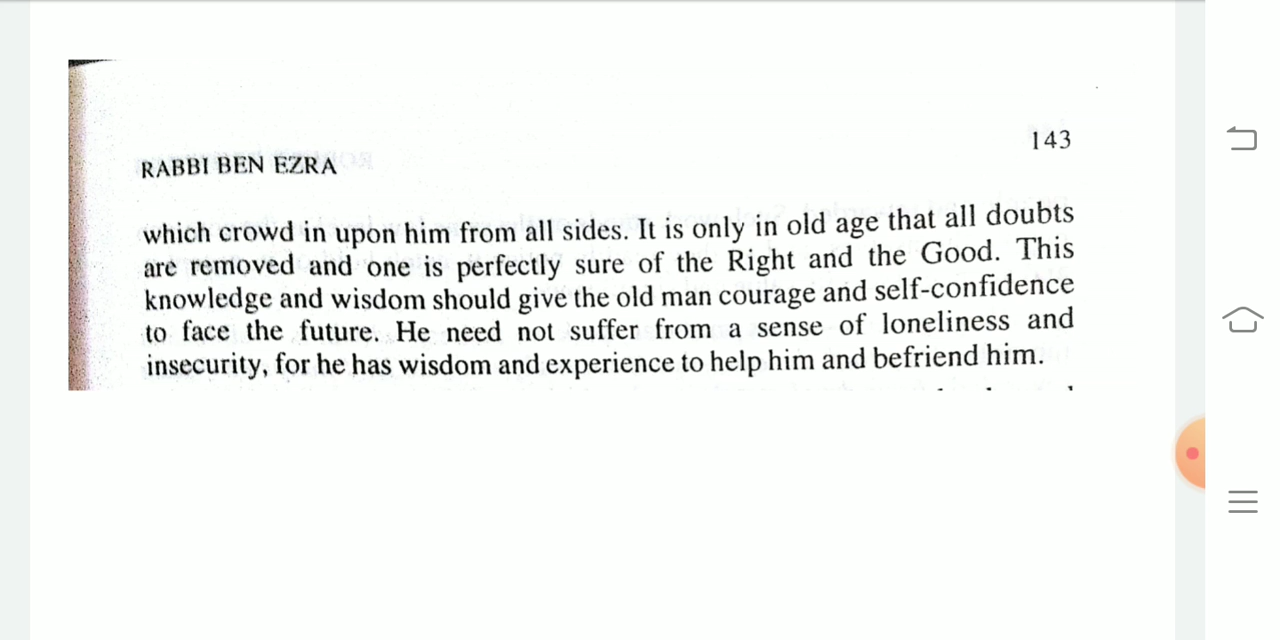 143
RABBI BEN EZRA
which crowd in upon him from all sides. It is only in old age that all doubts
are removed and one is perfectly sure of the Right and the Good. This
knowledge and wisdom should give the old man courage and self-confidence
to face the future. He need not suffer from a sense of loneliness and
insecurity, for he has wisdom and experience to help him and befriend him.